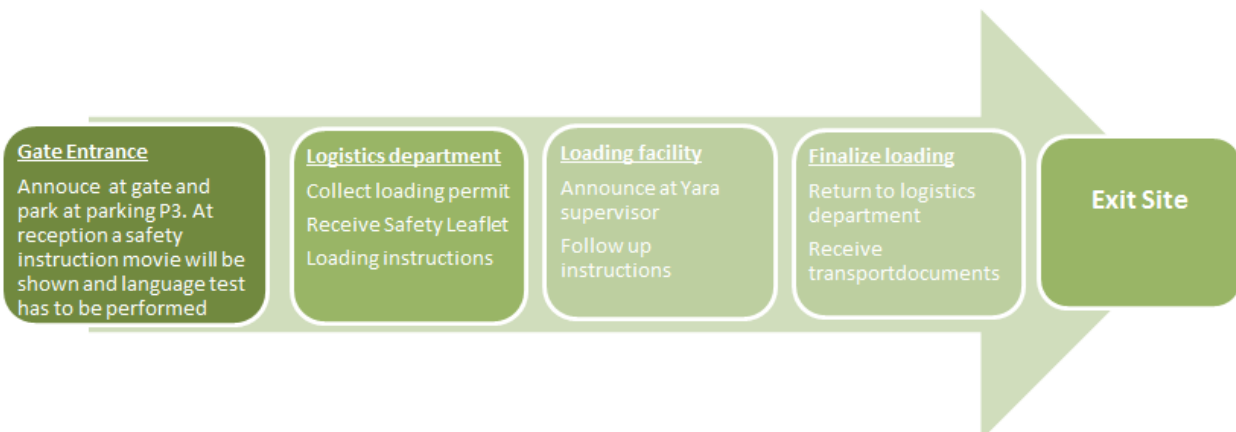 Gate Entrance
Annouce at gate and
park at parking P3. At
reception a safety
instruction movie will be
shown and language test
has to be performed
Logistics department
Collect loading permit
Receive Safety Leaflet
Loading instructions
Loading facility
Announce at Yara
supervisor
Follow up
instructions
Finalize loading
Return to logistics
department
Receive
transportdocuments
Exit Site